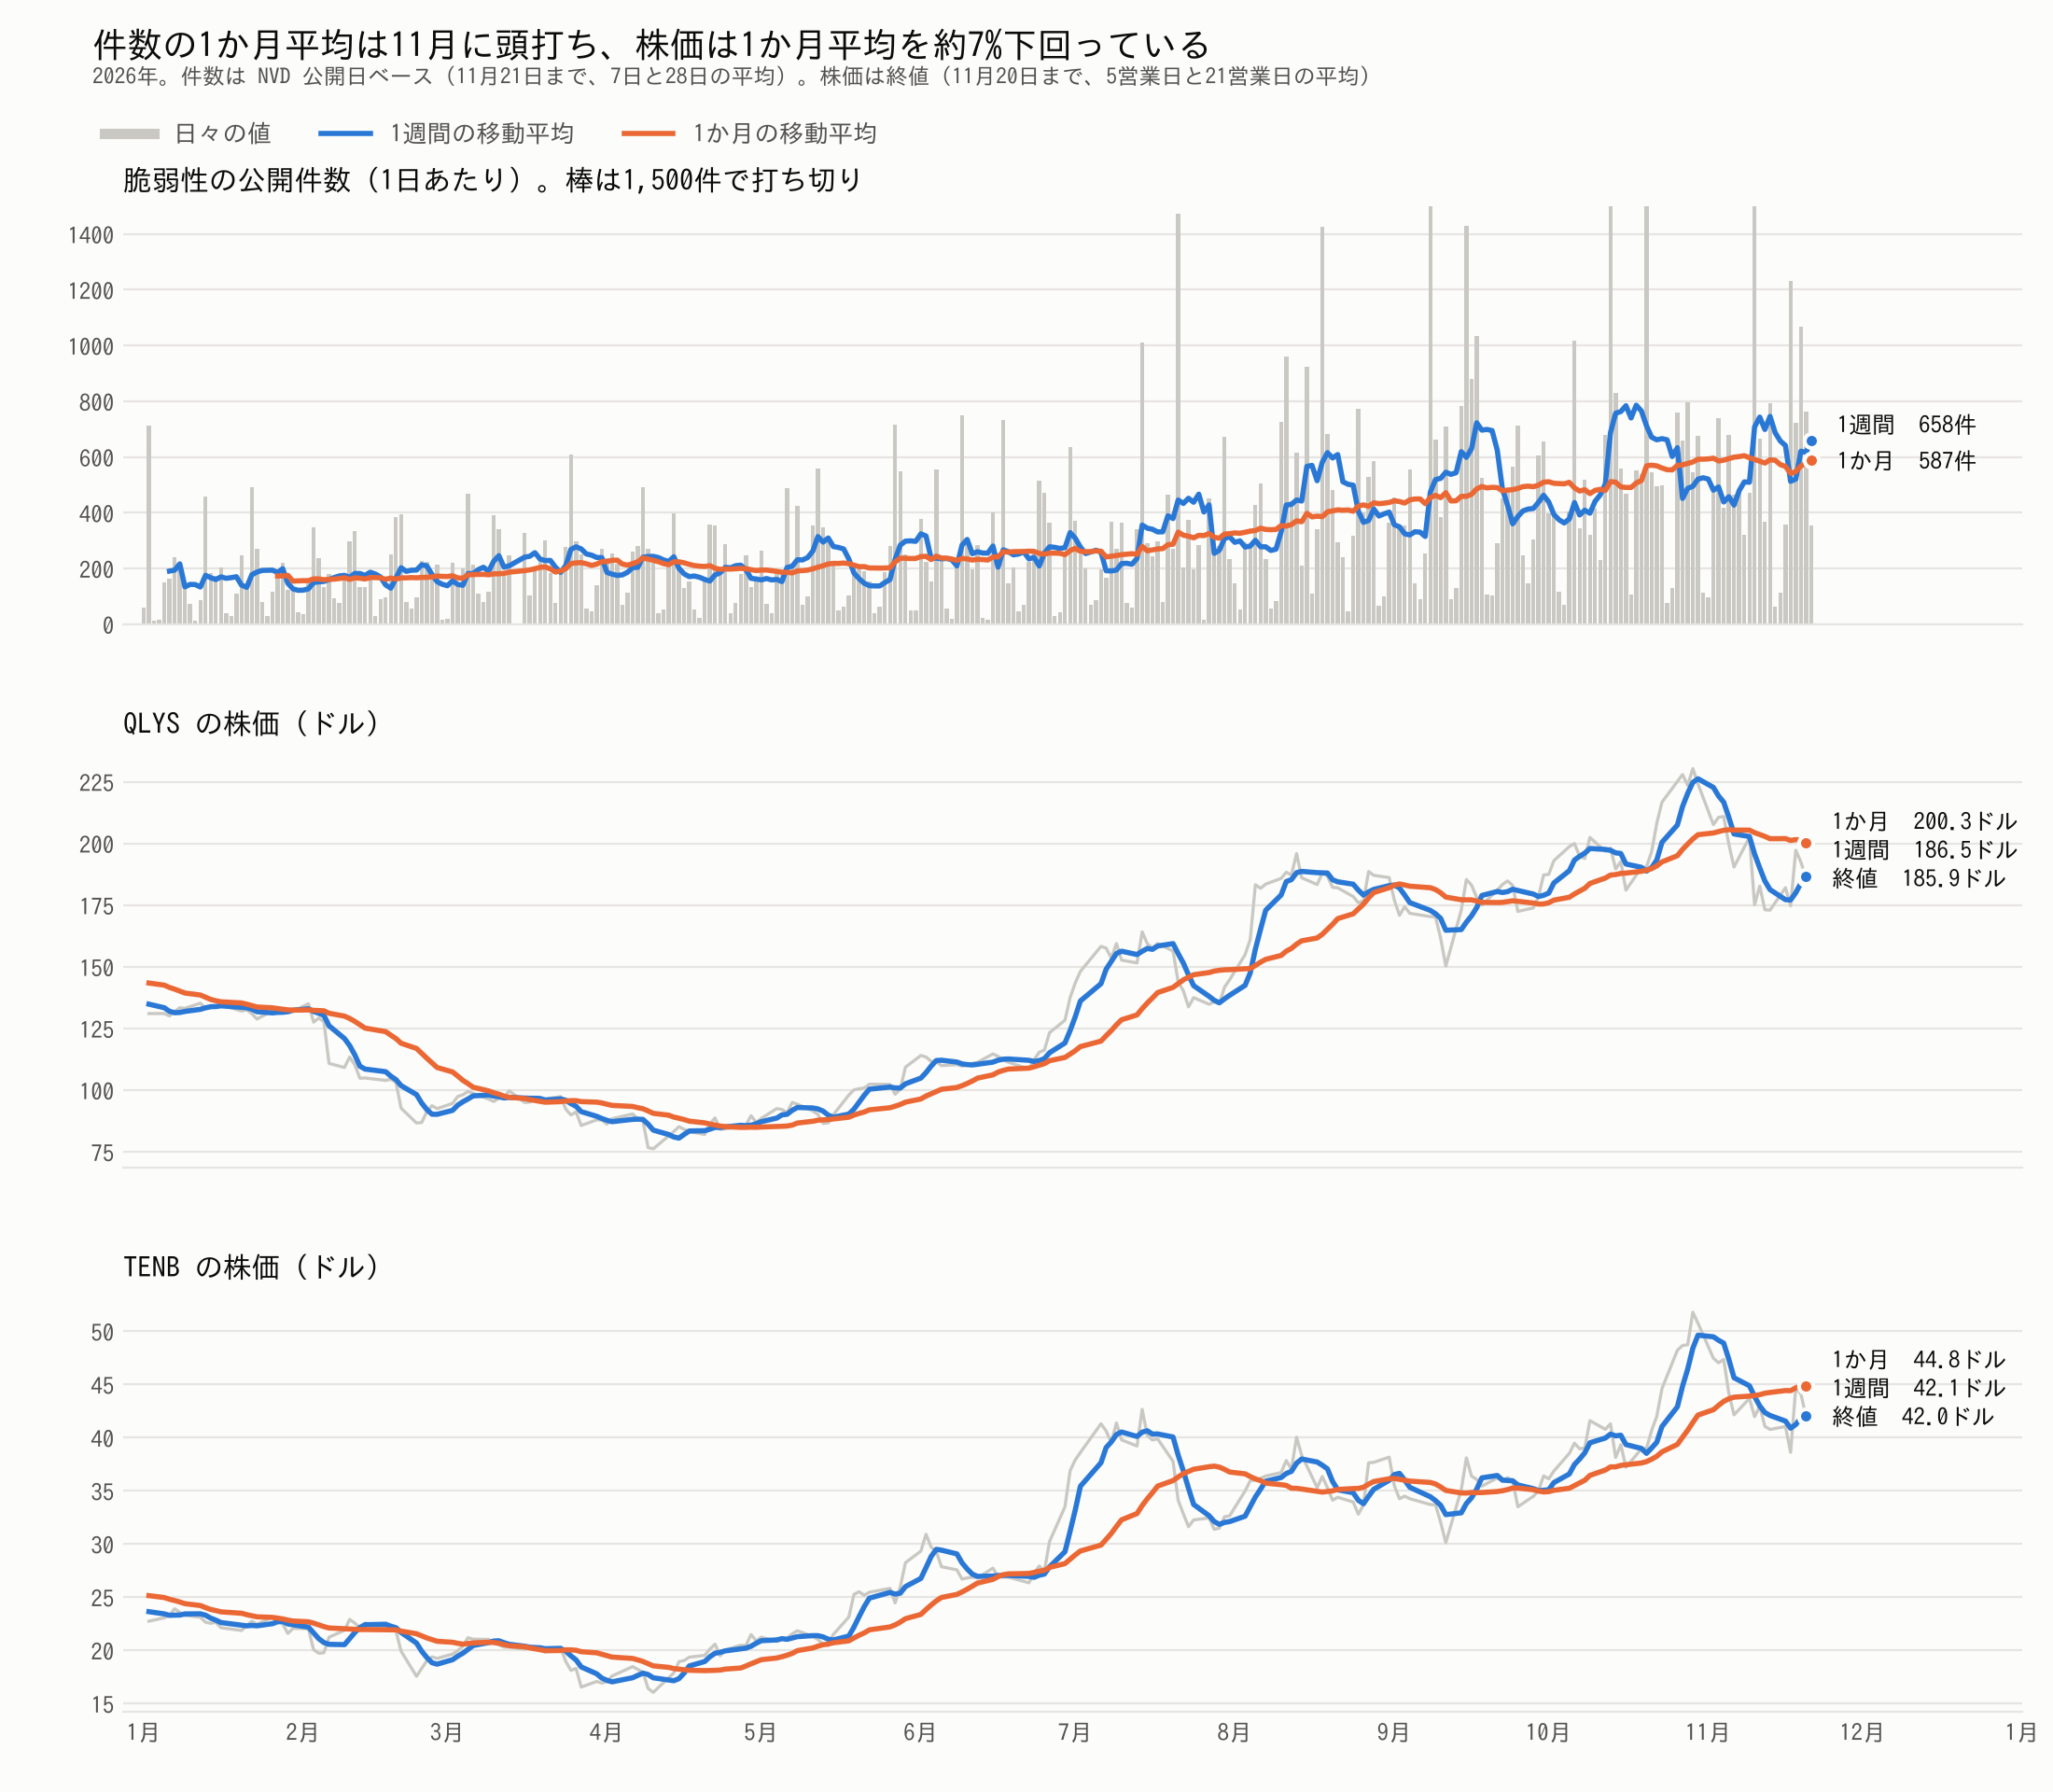 件数の1か月平均は11月に頭打ち、株価は1か月平均を約7%下回っている
2026年。件数は NVD 公開日ベース（11月21日まで、7日と28日の平均）。株価は終値（11月20日まで、5営業日と21営業日の平均）
日々の値 1週間の移動平均 1か月の移動平均
脆弱性の公開件数（1日あたり）。棒は1,500件で打ち切り
1400
1200
1000
800
600
400
200
0
1週間 658件
1か月 587件
QLYS の株価（ドル）
225
200
175
150
125
100
75
1か月 200.3ドル
1週間 186.5ドル
終値 185.9ドル
TENB の株価（ドル）
50
45
40
35
30
25
20
15
1か月 44.8ドル
1週間 42.1ドル
終値 42.0ドル
1月 2月 3月 4月 5月 6月 7月 8月 9月 10月 11月 12月 1月